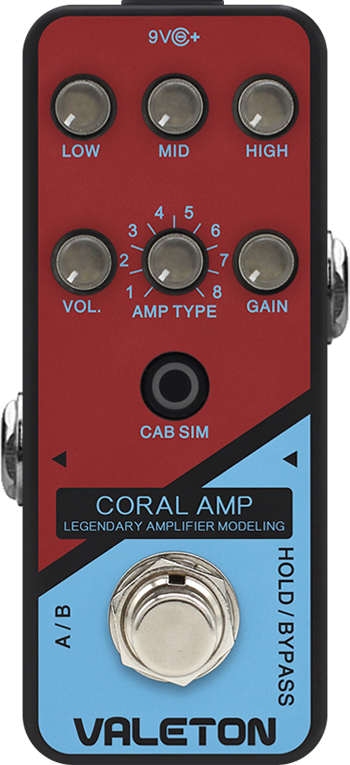 9V +
LOW MID HIGH
4 5
3 6
2 7
1 8
VOL. AMP TYPE GAIN
CAB SIM
CORAL AMP
LEGENDARY AMPLIFIER MODELING
A/B
HOLD/BYPASS
VALETON